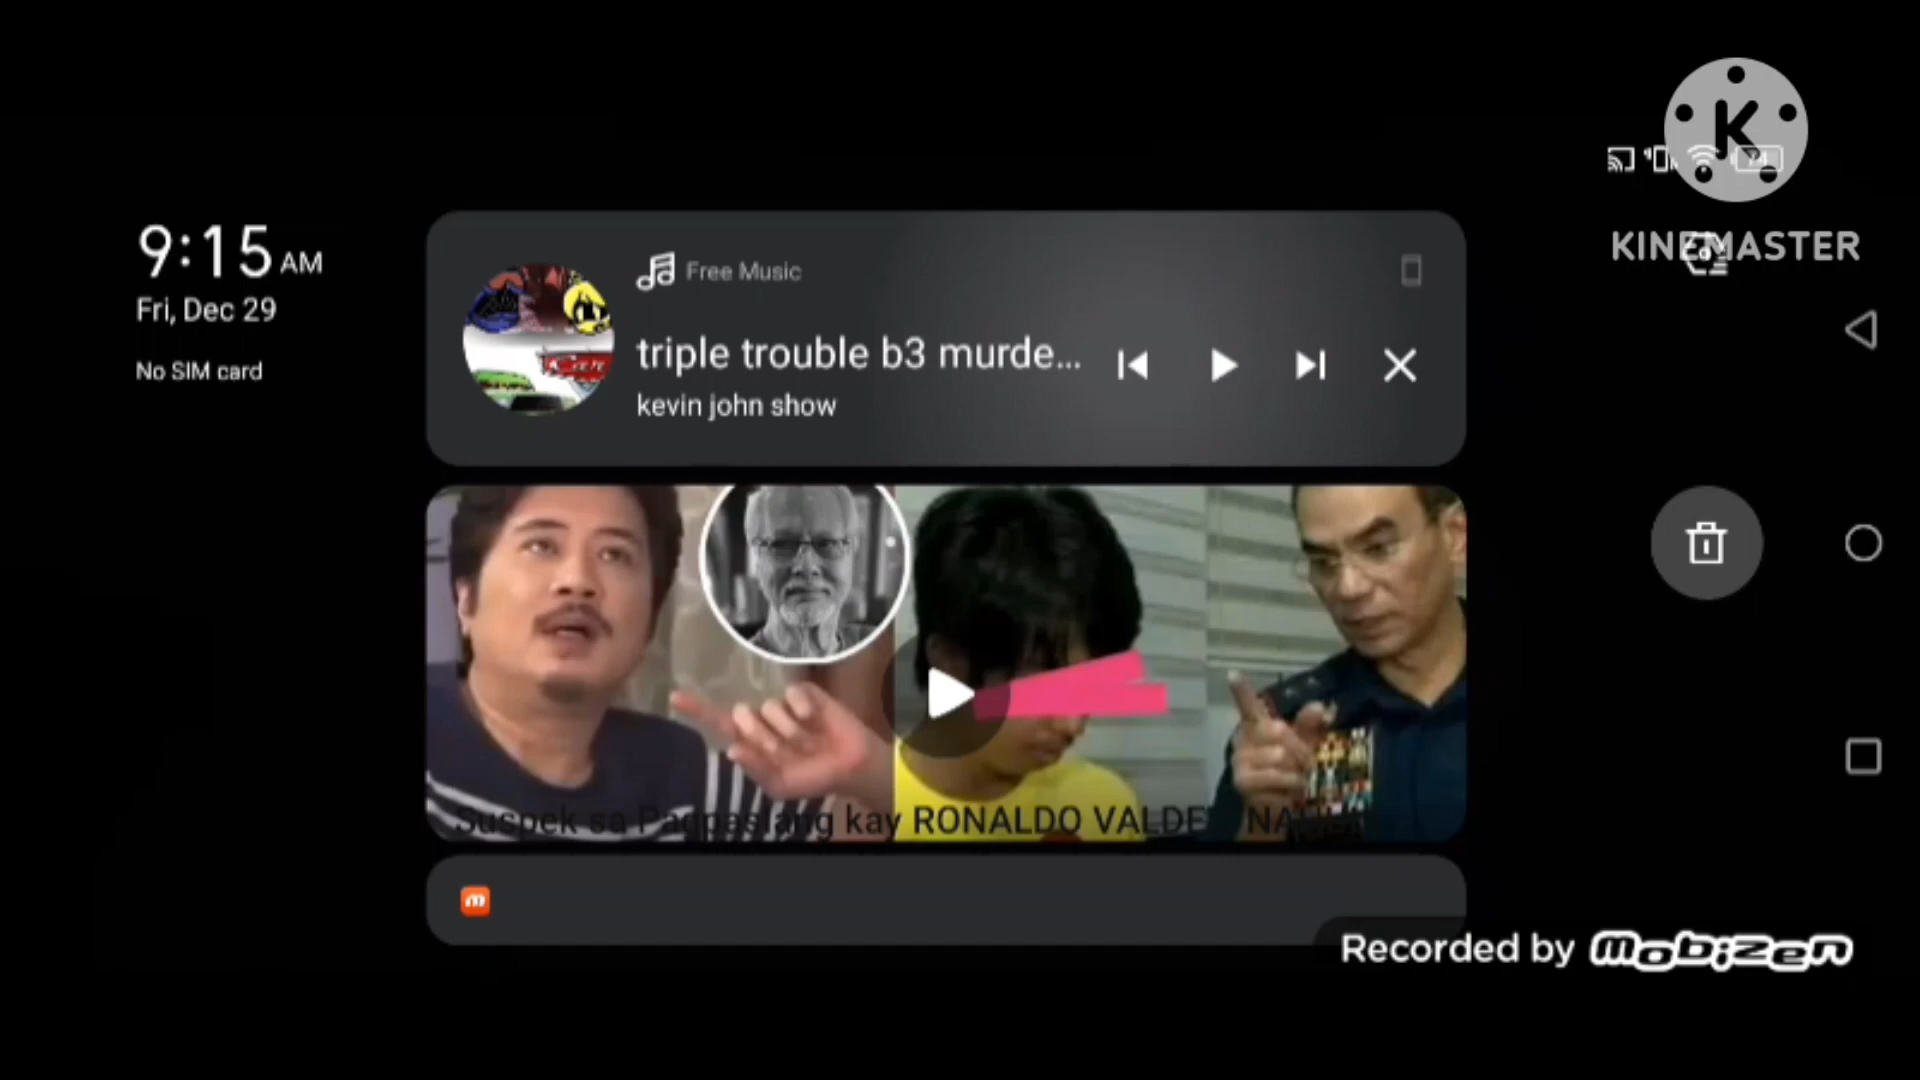 9:15 AM
Fri, Dec 29
No SIM card
Free Music
triple trouble b3 murde...
kevin john show
Suspek sa Pagpaslang kay RONALDO VALDE
KINEMASTER
Recorded by mobizen